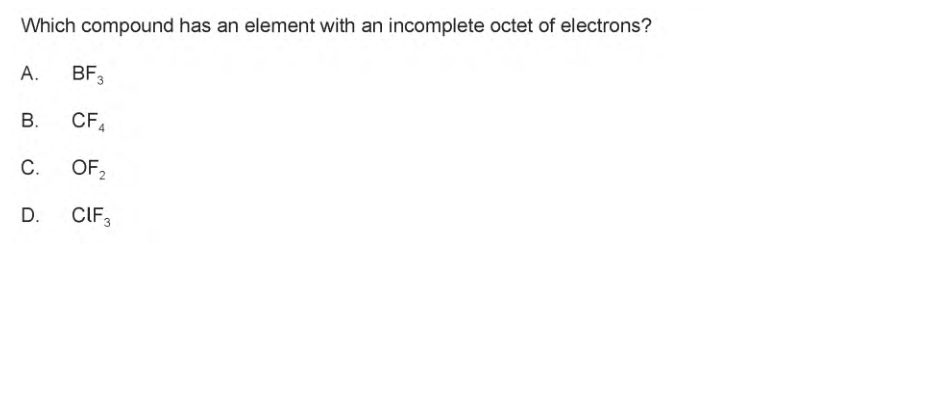 Which compound has an element with an incomplete octet of electrons?
A. BF₃
B. CF₄
C. OF₂
D. ClF₃